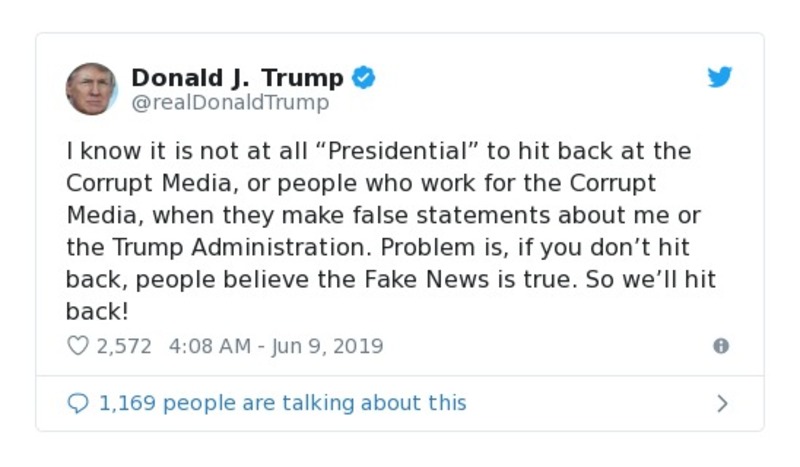 Donald J. Trump
@realDonaldTrump
I know it is not at all “Presidential” to hit back at the
Corrupt Media, or people who work for the Corrupt
Media, when they make false statements about me or
the Trump Administration. Problem is, if you don’t hit
back, people believe the Fake News is true. So we’ll hit
back!
2,572 4:08 AM - Jun 9, 2019
1,169 people are talking about this